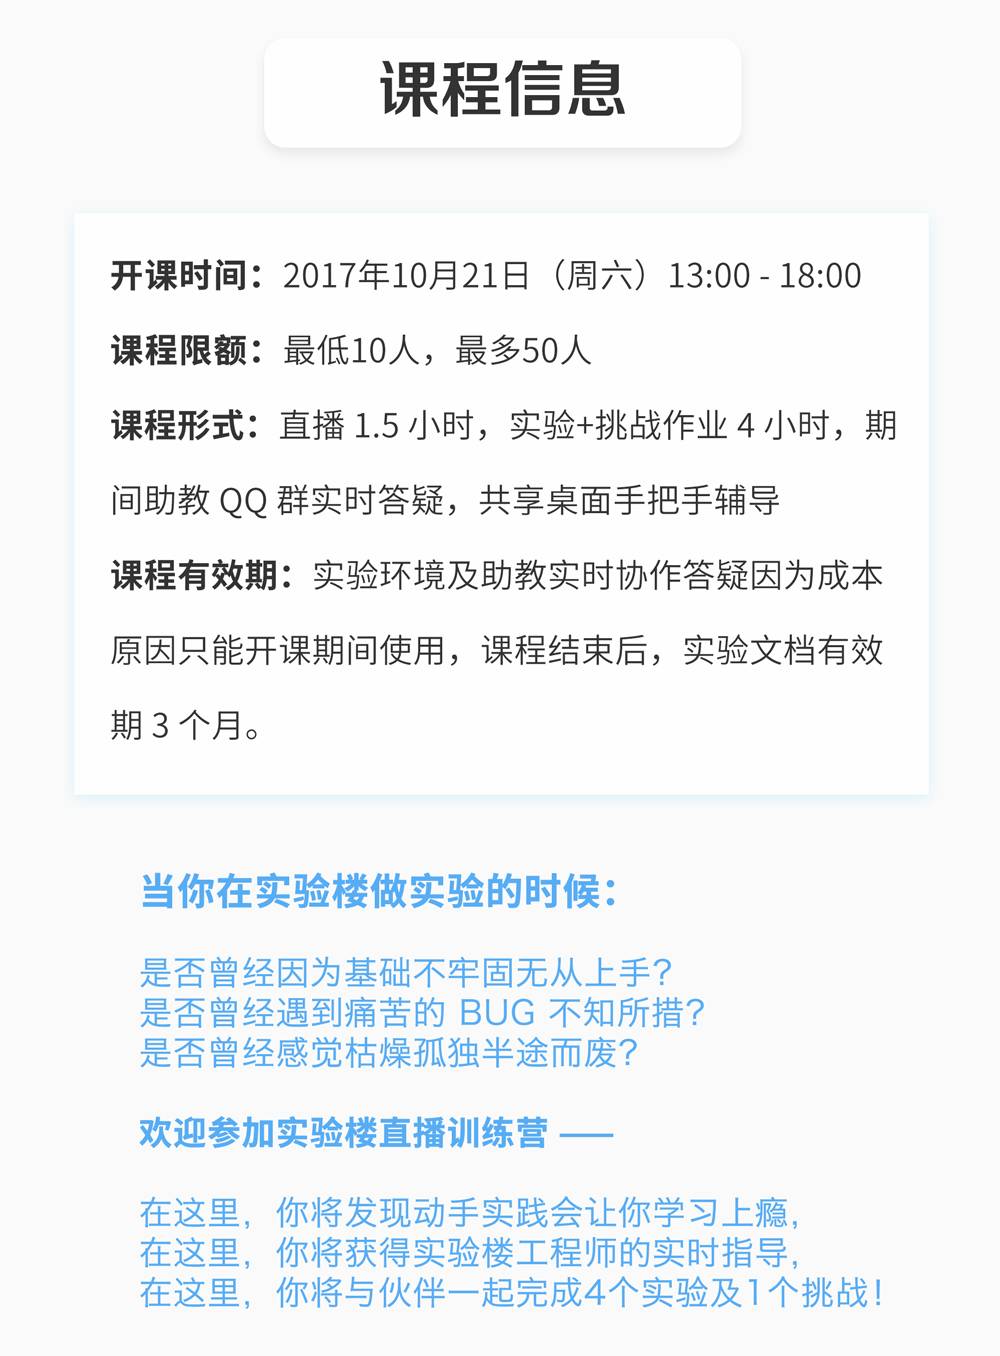 课程信息
开课时间：2017年10月21日（周六）13:00 - 18:00
课程限额：最低10人，最多50人
课程形式：直播 1.5 小时，实验+挑战作业 4 小时，期
间助教 QQ 群实时答疑，共享桌面手把手辅导
课程有效期：实验环境及助教实时协作答疑因为成本
原因只能开课期间使用，课程结束后，实验文档有效
期 3 个月。
当你在实验楼做实验的时候：
是否曾经因为基础不牢固无从上手？
是否曾经遇到痛苦的 BUG 不知所措？
是否曾经感觉枯燥孤独半途而废？
欢迎参加实验楼直播训练营 ——
在这里，你将发现动手实践会让你学习上瘾，
在这里，你将获得实验楼工程师的实时指导，
在这里，你将与伙伴一起完成4个实验及1个挑战！